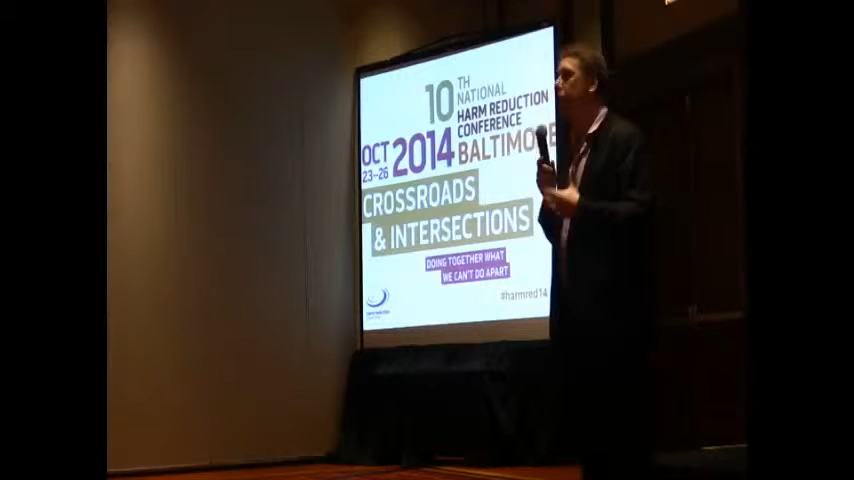 10TH
NATIONAL
HARM REDUCTION
CONFERENCE
OCT
23-26
2014
BALTIMORE
CROSSROADS
& INTERSECTIONS
DOING TOGETHER WHAT
WE CAN'T DO APART
#harmred14